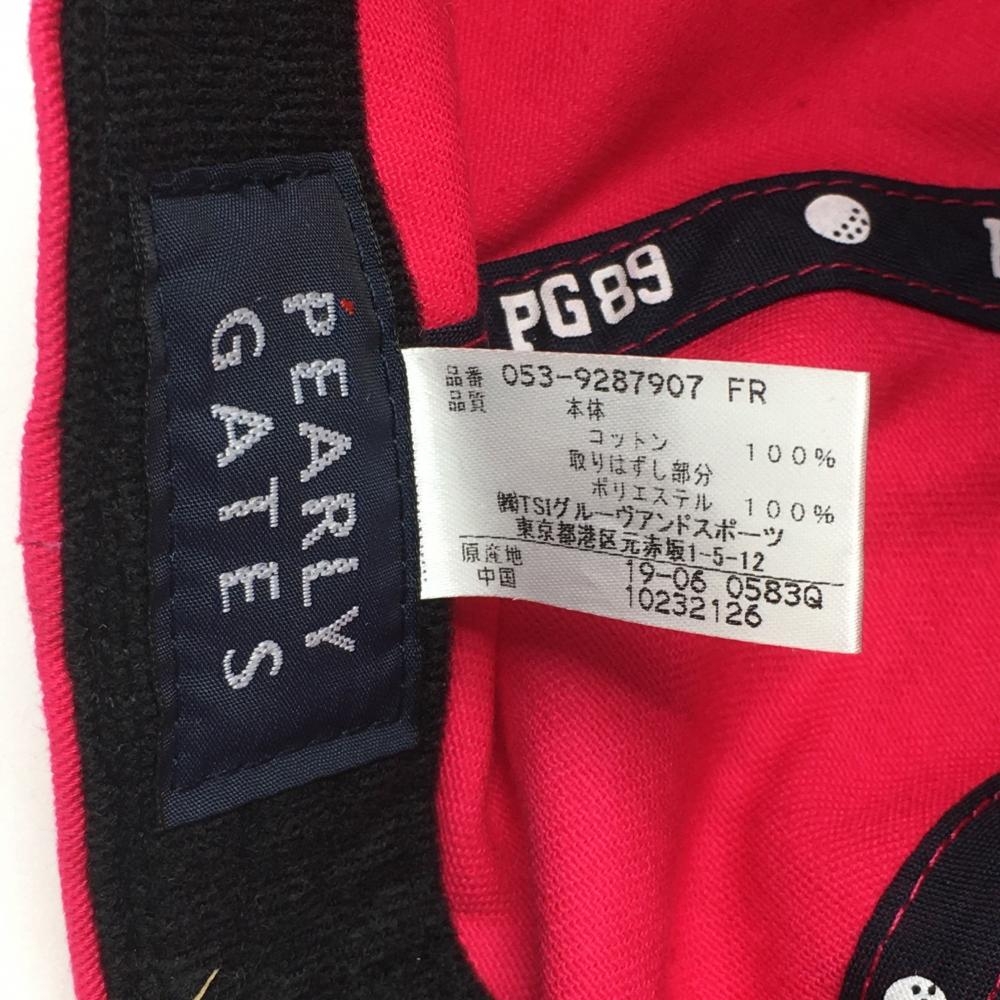 PEARLY
GATES
PG89
品番 053-9287907 FR
品質 本体
コットン 100%
取りはずし部分
ポリエステル 100%
㈱TSIグルーヴアンドスポーツ
東京都港区元赤坂1-5-12
原産地 19-06 0583Q
中国 10232126